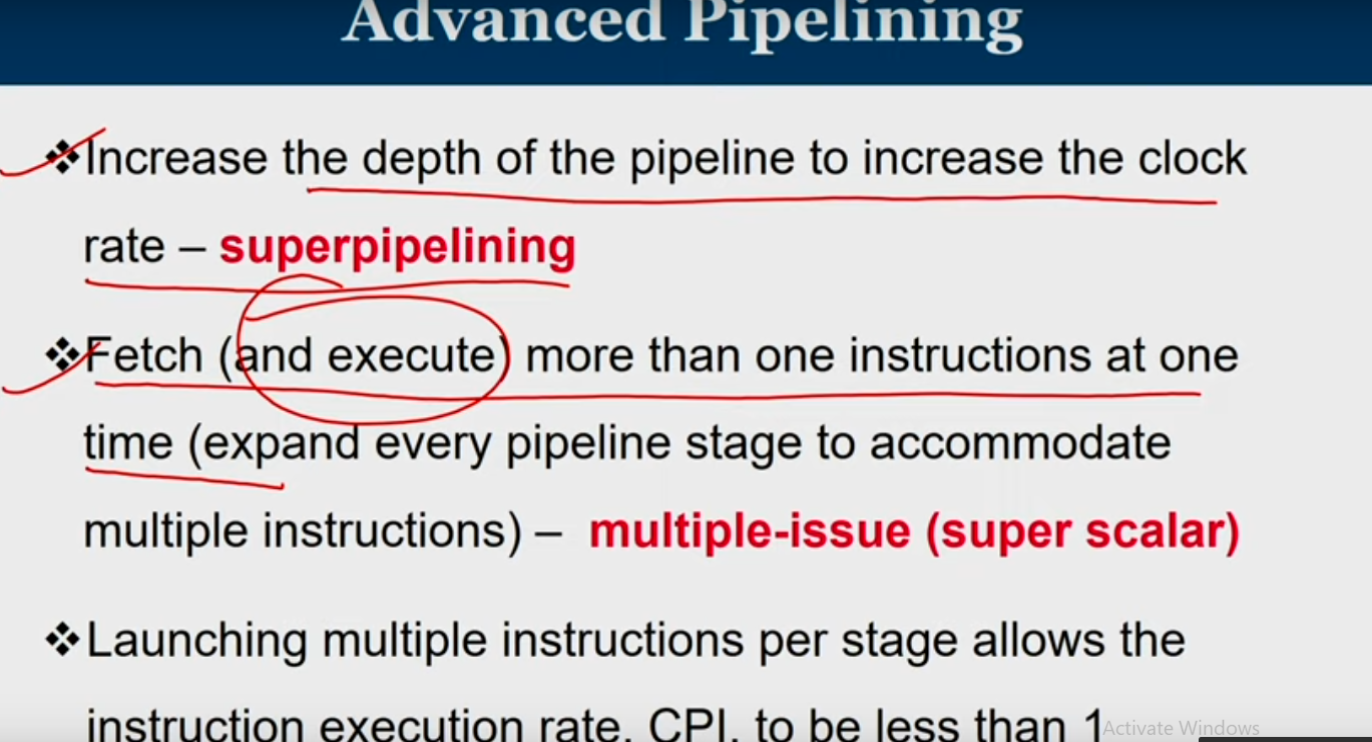 Advanced Pipelining
❖Increase the depth of the pipeline to increase the clock
rate – superpipelining
❖Fetch (and execute) more than one instructions at one
time (expand every pipeline stage to accommodate
multiple instructions) – multiple-issue (super scalar)
❖Launching multiple instructions per stage allows the
instruction execution rate, CPI, to be less than 1
Activate Windows